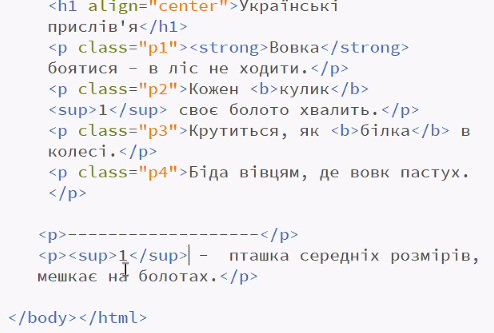 <h1 align="center">Українські
прислів'я</h1>
<p class="p1"><strong>Вовка</strong>
боятися – в ліс не ходити.</p>
<p class="p2">Кожен <b>кулик</b>
<sup>1</sup> своє болото хвалить.</p>
<p class="p3">Крутиться, як <b>білка</b> в
колесі.</p>
<p class="p4">Біда вівцям, де вовк пастух.
</p>
<p>-------------------</p>
<p><sup>1</sup> – пташка середніх розмірів,
мешкає на болотах.</p>
</body></html>